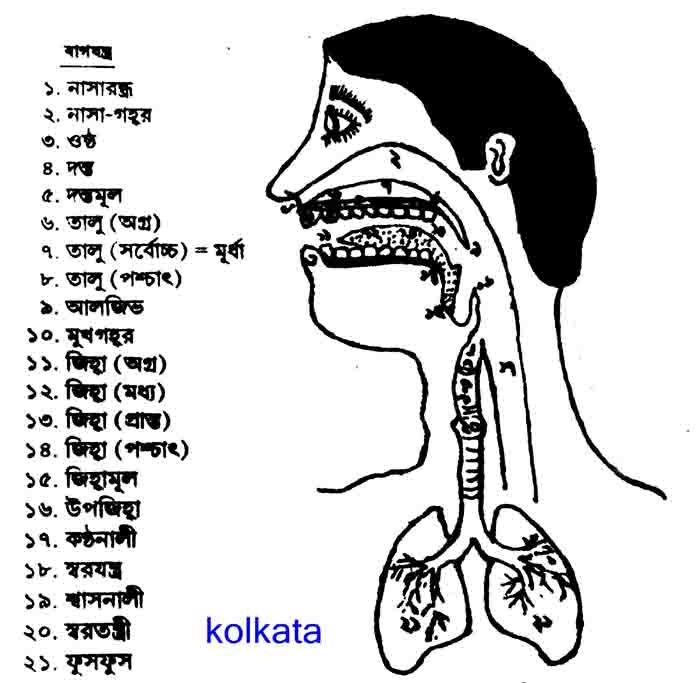 বাগযন্ত্র
১. নাসারন্ধ্র
২. নাসা-গহ্বর
৩. ওষ্ঠ
৪. দন্ত
৫. দন্তমূল
৬. তালু (অগ্র)
৭. তালু (সর্বোচ্চ) = মূর্ধা
৮. তালু (পশ্চাৎ)
৯. আলজিভ
১০. মুখগহ্বর
১১. জিহ্বা (অগ্র)
১২. জিহ্বা (মধ্য)
১৩. জিহ্বা (প্রান্ত)
১৪. জিহ্বা (পশ্চাৎ)
১৫. জিহ্বামূল
১৬. উপজিহ্বা
১৭. কণ্ঠনালী
১৮. স্বরযন্ত্র
১৯. শ্বাসনালী
২০. স্বরতন্ত্রী
২১. ফুসফুস
kolkata
২
৭